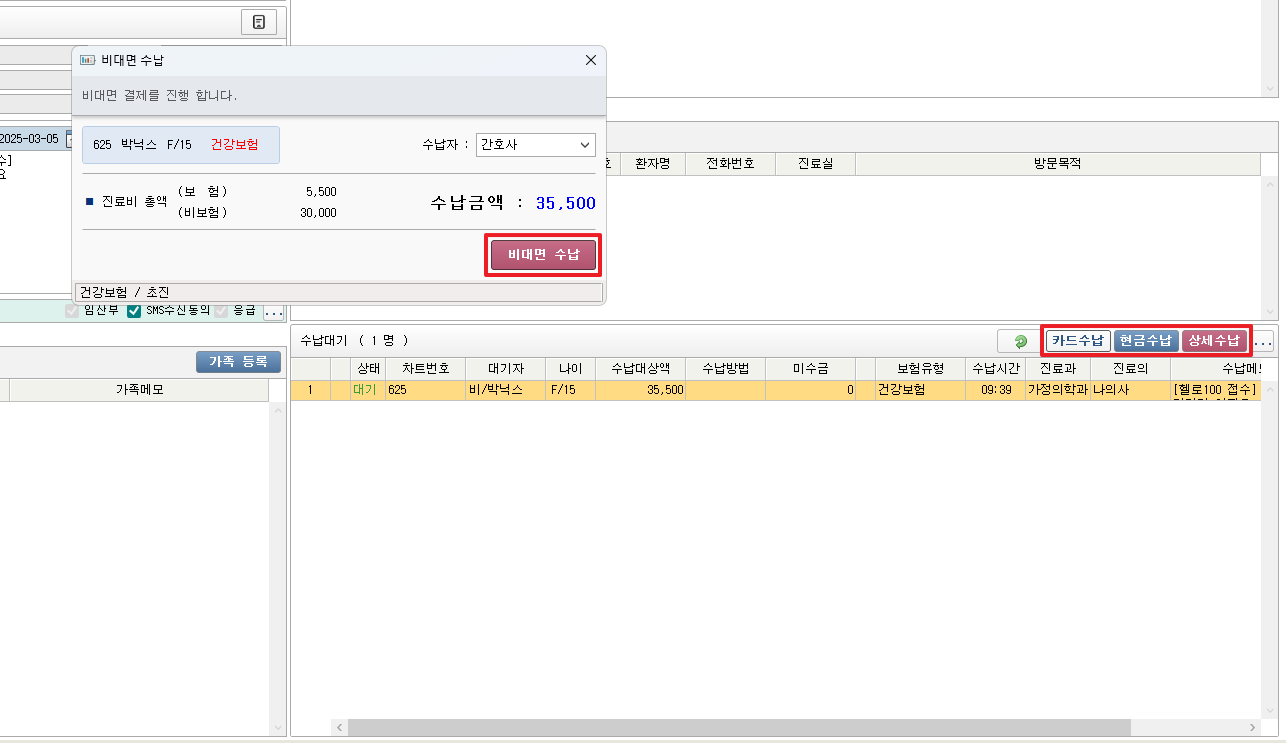 비대면 수납
비대면 결제를 진행 합니다.
625 박닉스 F/15 건강보험
수납자 : 간호사
■ 진료비 총액 (보 험) 5,500
(비보험) 30,000
수납금액 : 35,500
비대면 수납
건강보험 / 초진
2025-03-05
환자명 전화번호 진료실 방문목적
임산부 SMS수신동의 응급 ...
가족 등록
가족메모
수납대기 ( 1 명 ) 카드수납 현금수납 상세수납 ...
상태 차트번호 대기자 나이 수납대상액 수납방법 미수금 보험유형 수납시간 진료과 진료의 수납메
1 대기 625 비/박닉스 F/15 35,500 0 건강보험 09:39 가정의학과 나의사 [헬로100 접수]